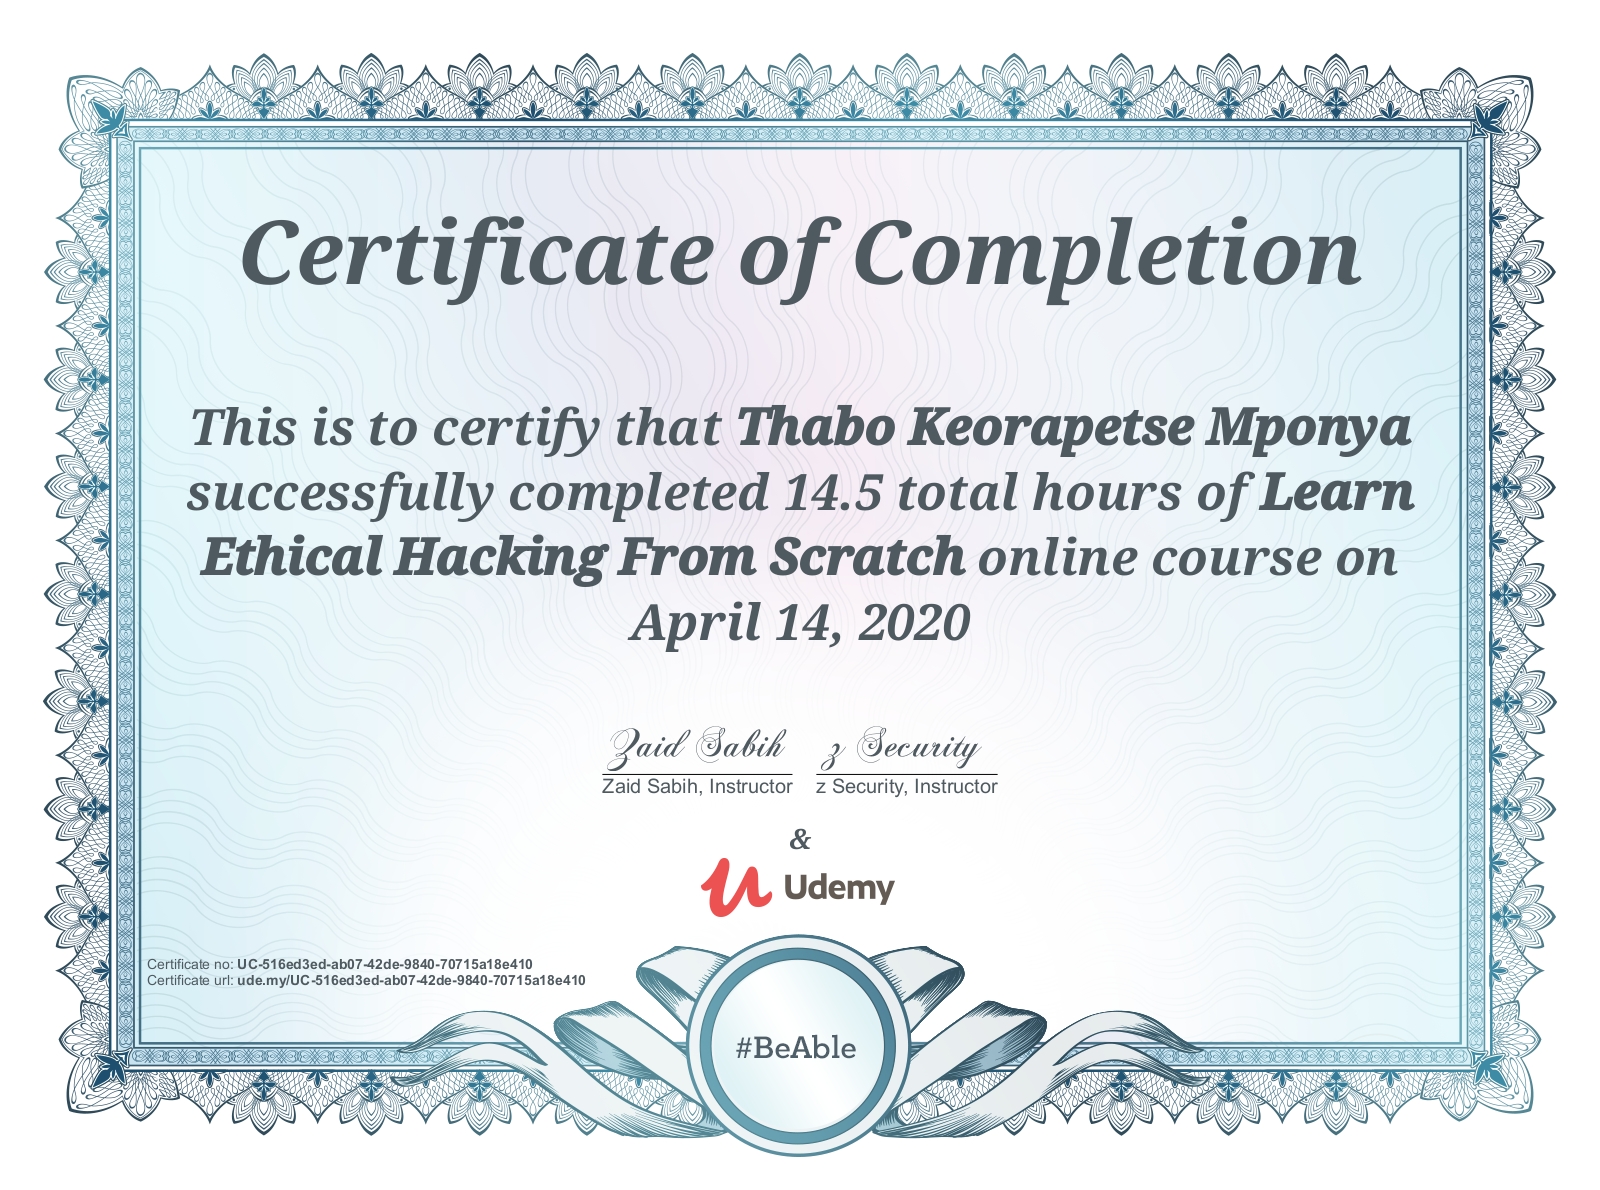 Certificate of Completion
This is to certify that Thabo Keorapetse Mponya
successfully completed 14.5 total hours of Learn
Ethical Hacking From Scratch online course on
April 14, 2020
Zaid Sabih z Security
Zaid Sabih, Instructor z Security, Instructor
&
Udemy
Certificate no: UC-516ed3ed-ab07-42de-9840-70715a18e410
Certificate url: ude.my/UC-516ed3ed-ab07-42de-9840-70715a18e410
#BeAble